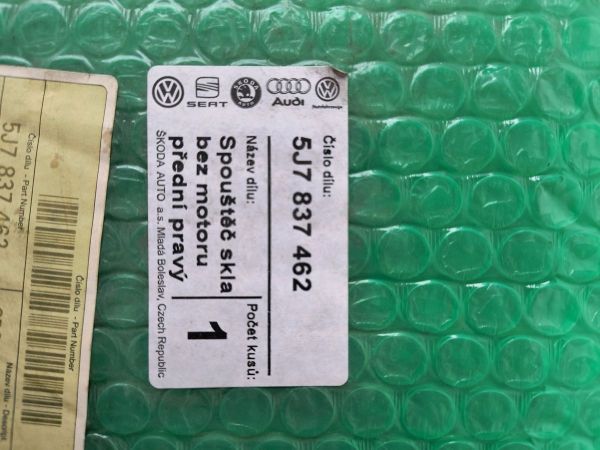 SEAT
ŠKODA
Audi
Číslo dílu:
5J7 837 462
Název dílu:
Spouštěč skla
bez motoru
přední pravý
Počet kusů:
1
ŠKODA AUTO a.s. Mladá Boleslav, Czech Republic
Číslo dílu - Part Number
5J7 837 462
Číslo dílu - Part Number
Název dílu - Descript